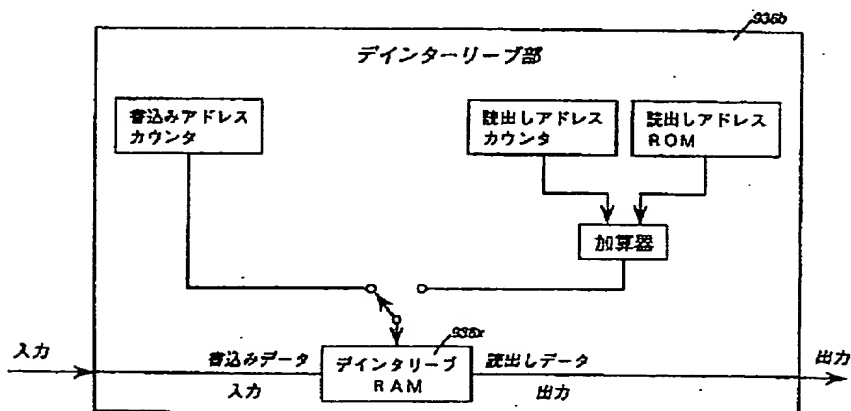 936b
デインターリーブ部
書込みアドレス
カウンタ
読出しアドレス
カウンタ
読出しアドレス
ROM
加算器
936x
入力
書込みデータ
入力
デインタリーブ
RAM
読出しデータ
出力
出力